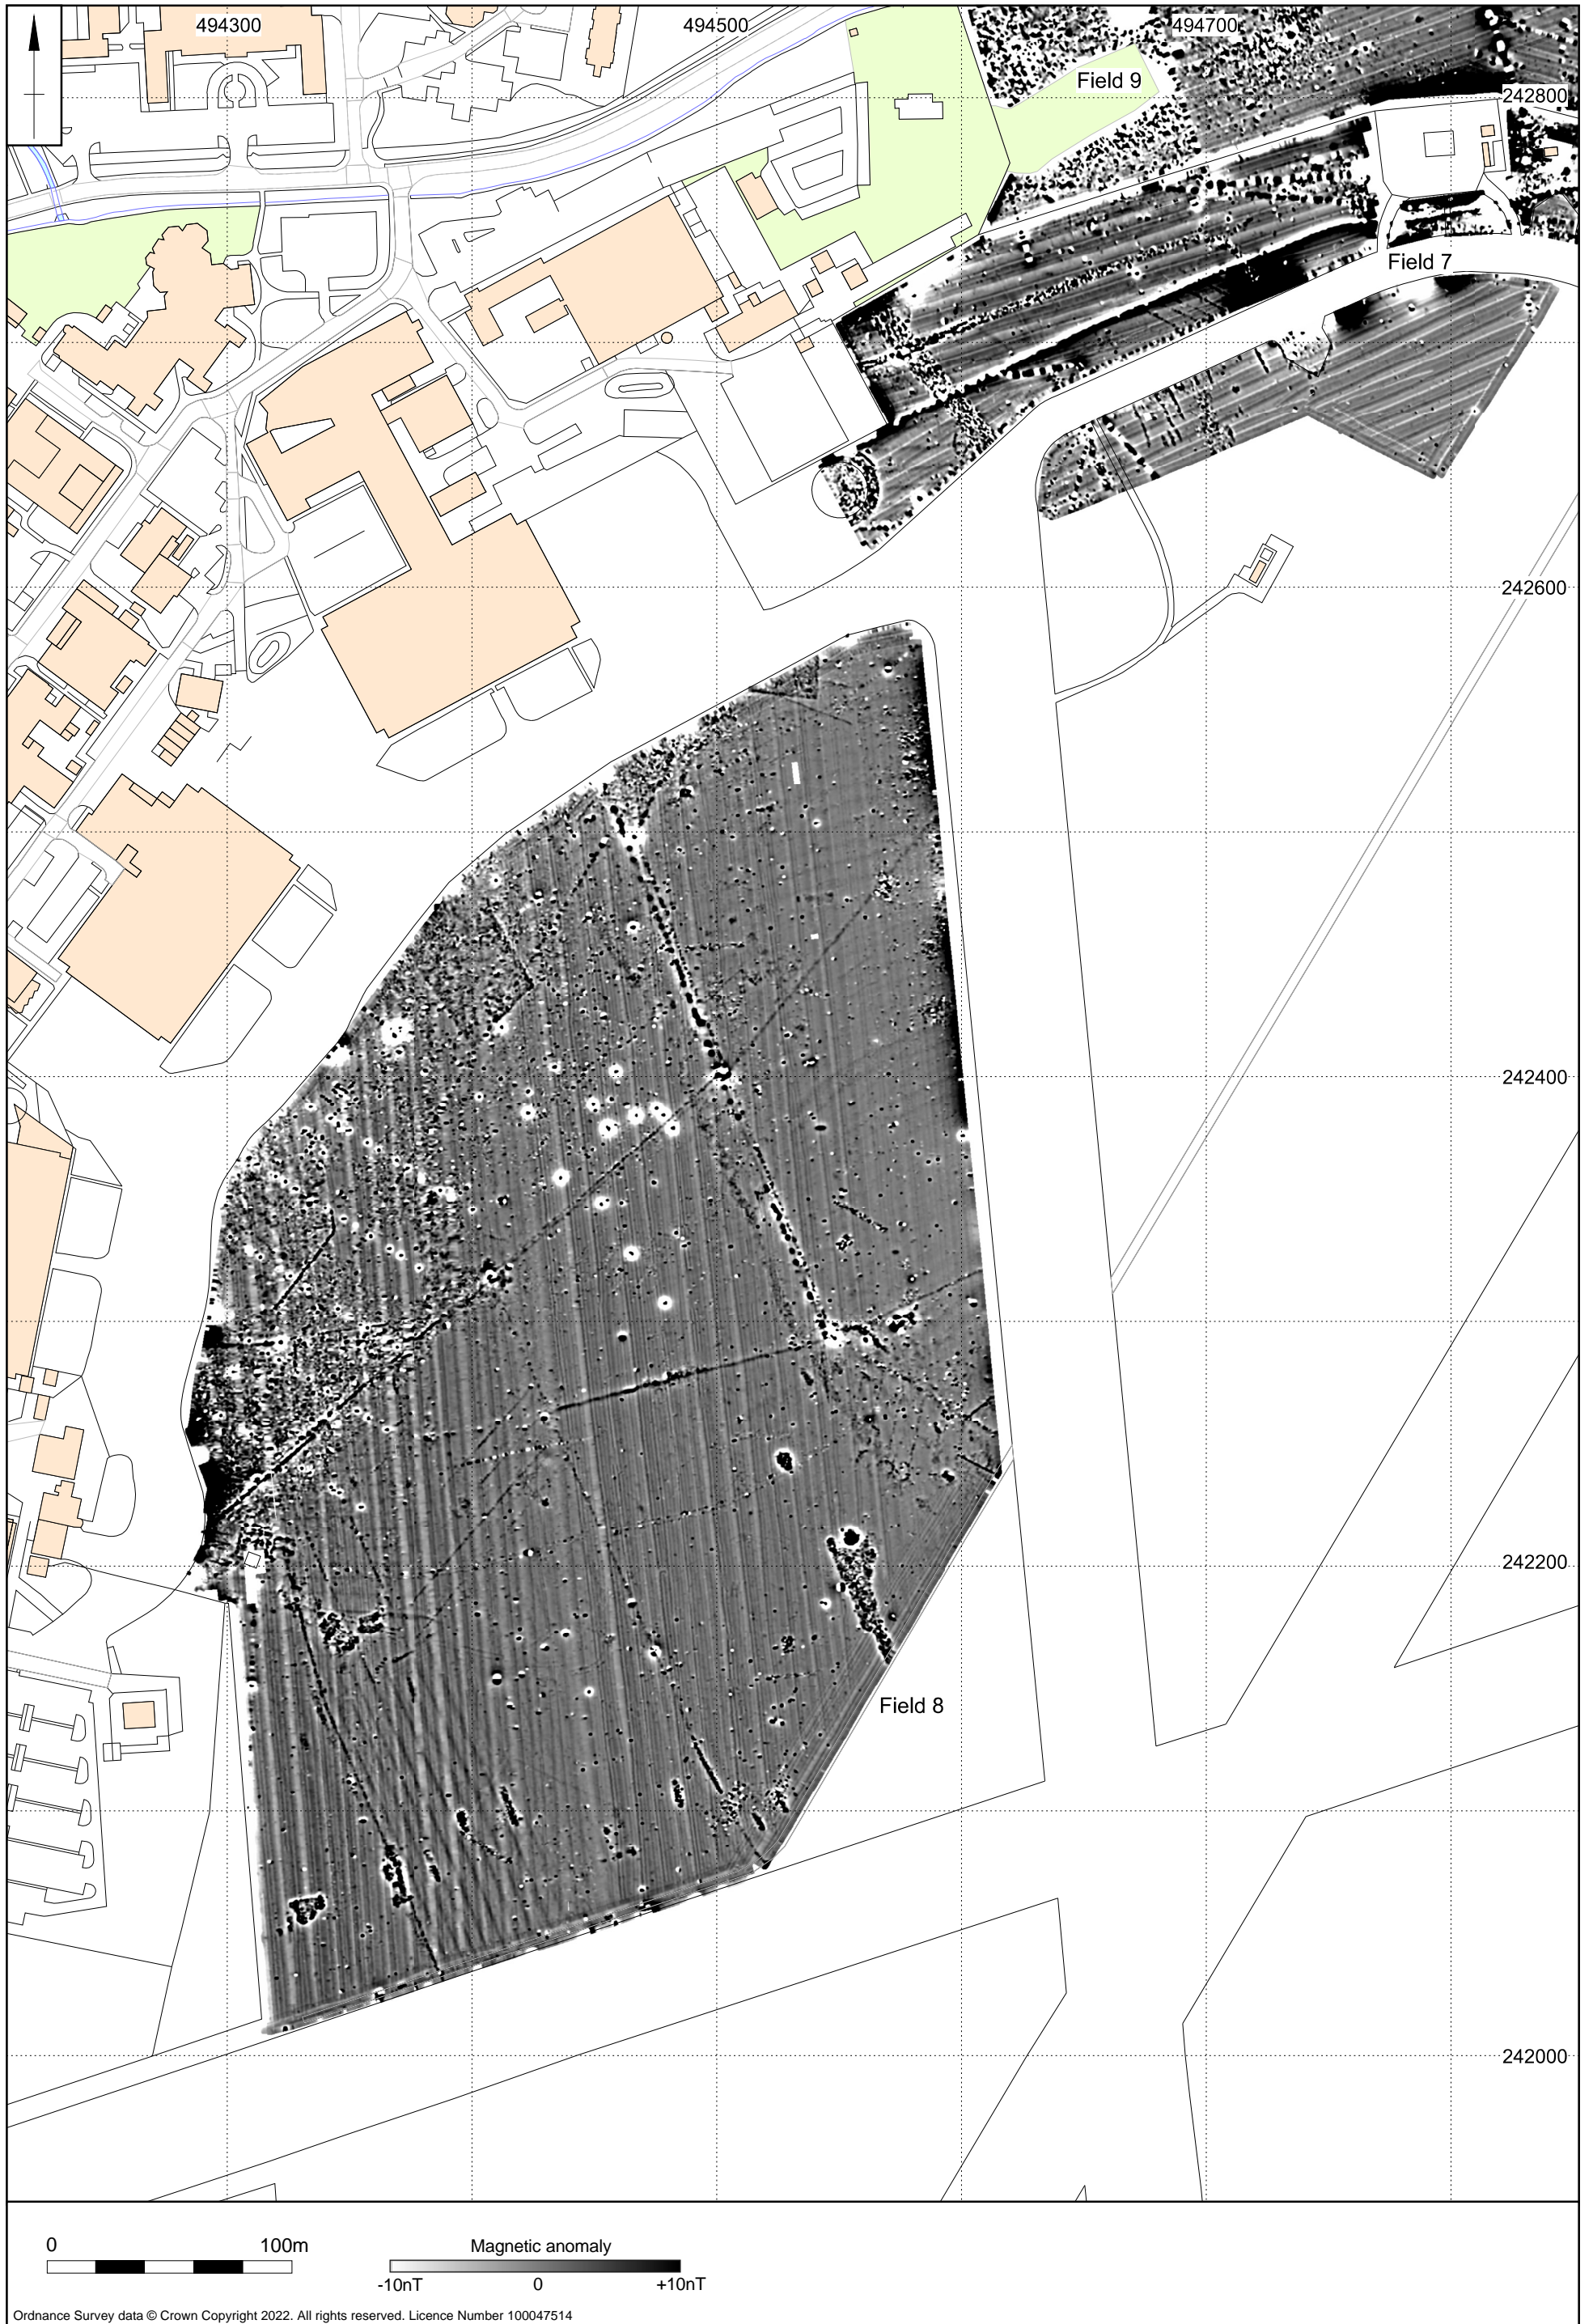 494300
494500
494700
Field 9
242800
Field 7
242600
242400
242200
Field 8
242000
0
100m
Magnetic anomaly
-10nT
0
+10nT
Ordnance Survey data © Crown Copyright 2022. All rights reserved. Licence Number 100047514